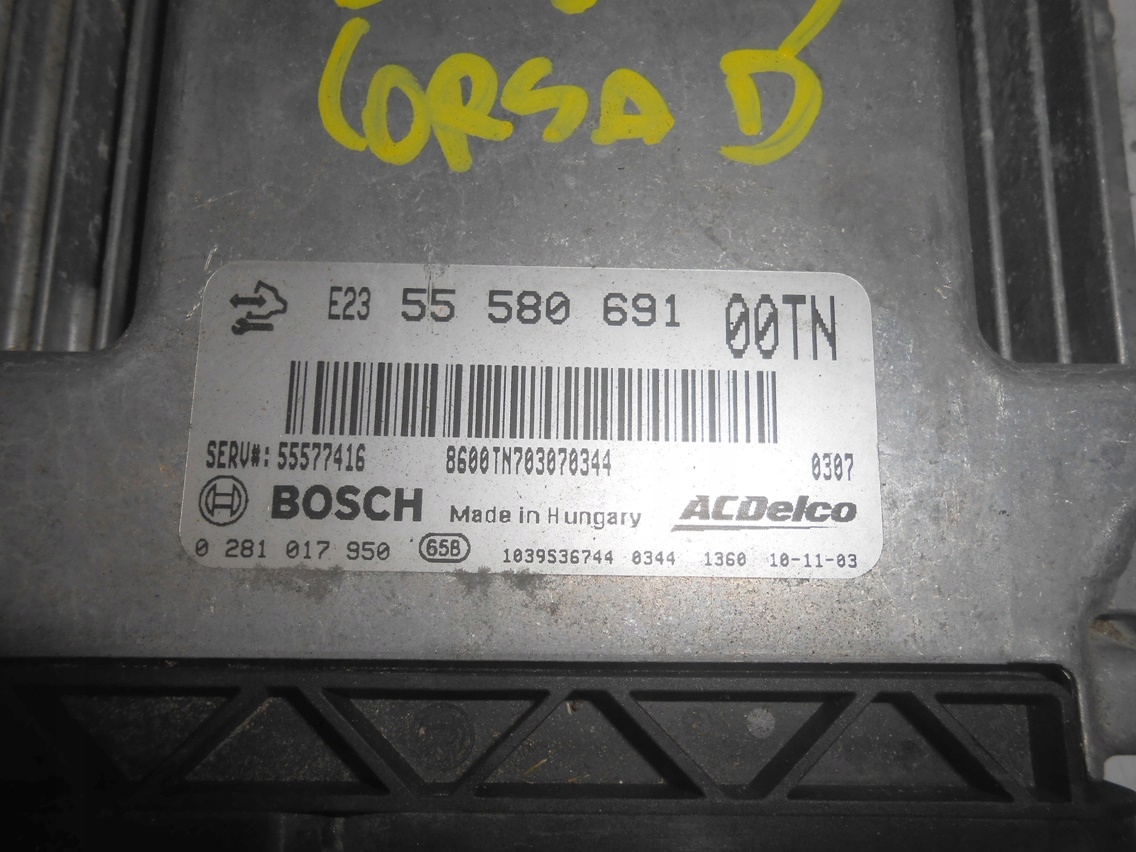 CORSA D
E23 55 580 691 00TN
SERV#: 55577416 8600TN703070344 0307
BOSCH Made in Hungary ACDelco
0 281 017 950 65B 1039S36744 0344 1360 10-11-03